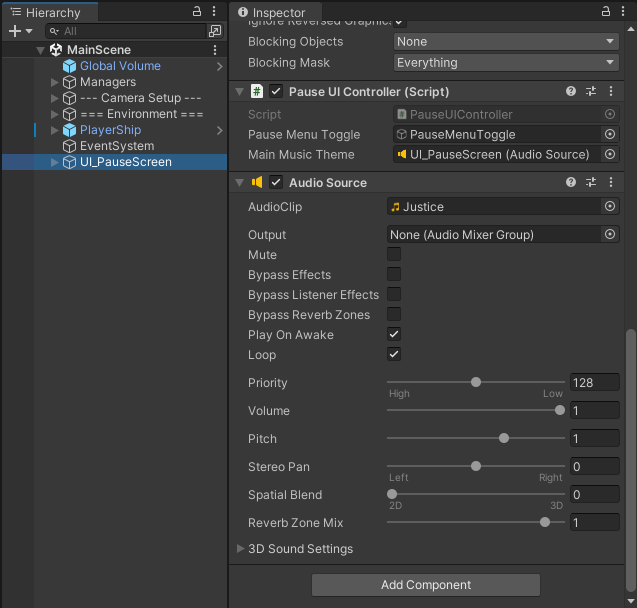 Hierarchy
All
MainScene
Global Volume
Managers
--- Camera Setup ---
=== Environment ===
PlayerShip
EventSystem
UI_PauseScreen
Inspector
Ignore Reversed Graphics
Blocking Objects None
Blocking Mask Everything
Pause UI Controller (Script)
Script PauseUIController
Pause Menu Toggle PauseMenuToggle
Main Music Theme UI_PauseScreen (Audio Source)
Audio Source
AudioClip Justice
Output None (Audio Mixer Group)
Mute
Bypass Effects
Bypass Listener Effects
Bypass Reverb Zones
Play On Awake
Loop
Priority 128
High Low
Volume 1
Pitch 1
Stereo Pan 0
Left Right
Spatial Blend 0
2D 3D
Reverb Zone Mix 1
3D Sound Settings
Add Component